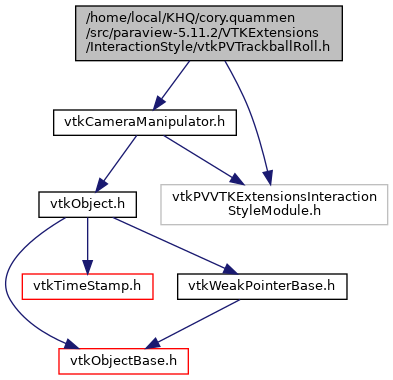 /home/local/KHQ/cory.quammen
/src/paraview-5.11.2/VTKExtensions
/InteractionStyle/vtkPVTrackballRoll.h
vtkCameraManipulator.h
vtkObject.h
vtkPVVTKExtensionsInteraction
StyleModule.h
vtkTimeStamp.h
vtkWeakPointerBase.h
vtkObjectBase.h